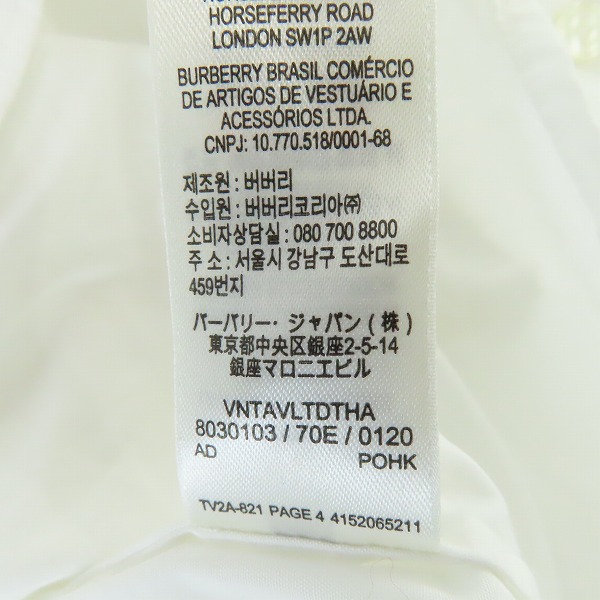 HORSEFERRY ROAD
LONDON SW1P 2AW
BURBERRY BRASIL COMÉRCIO
DE ARTIGOS DE VESTUÁRIO E
ACESSÓRIOS LTDA.
CNPJ: 10.770.518/0001-68
제조원 : 버버리
수입원 : 버버리코리아㈜
소비자상담실 : 080 700 8800
주 소 : 서울시 강남구 도산대로
459번지
バーバリー・ジャパン ( 株 )
東京都中央区銀座2-5-14
銀座マロニエビル
VNTAVLTDTHA
8030103 / 70E / 0120
AD POHK
TV2A-821 PAGE 4 4152065211